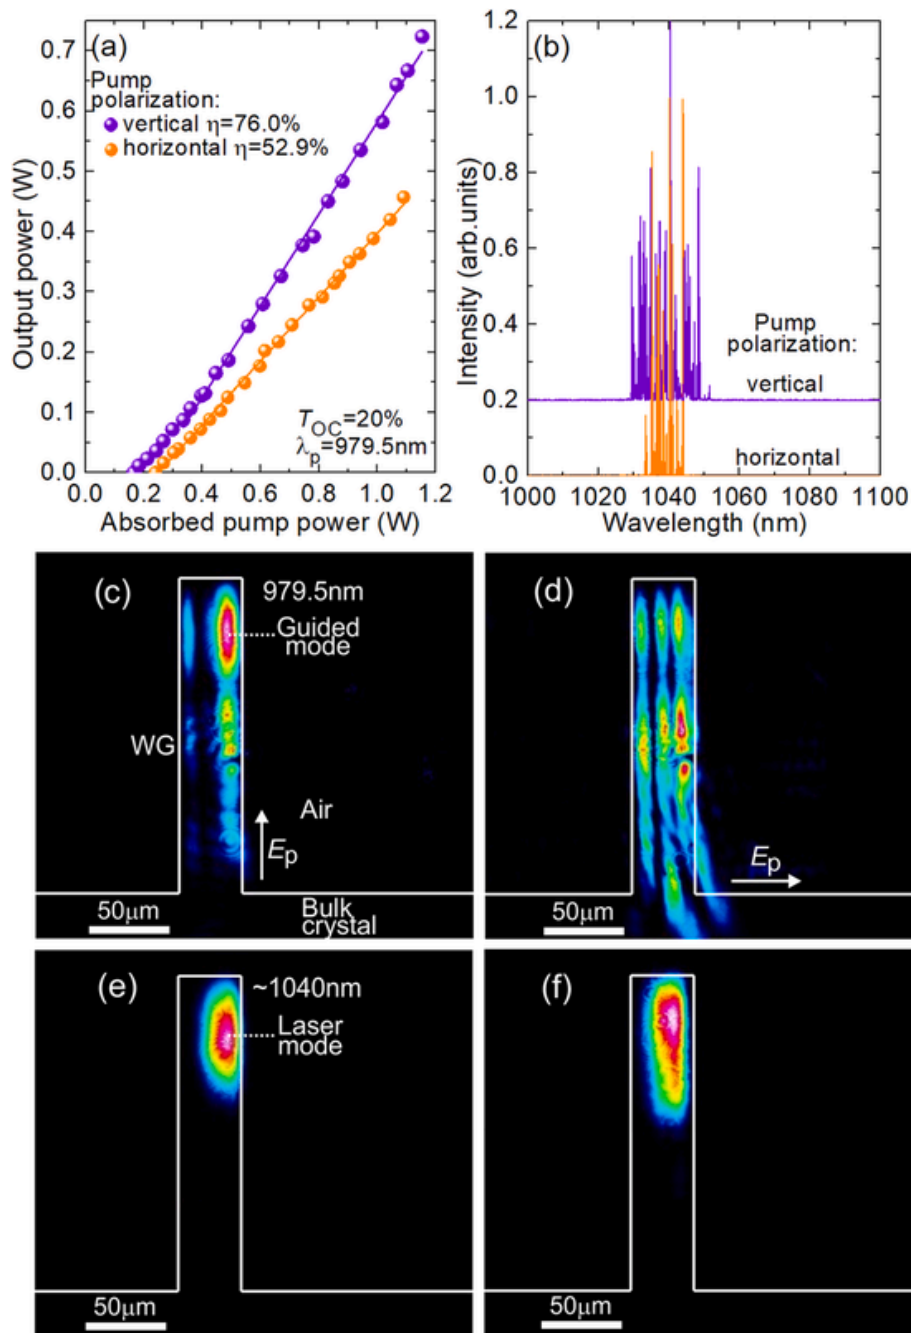 (a)
Pump
polarization:
vertical η=76.0%
horizontal η=52.9%
T_OC=20%
λ_p=979.5nm
0.7
0.6
0.5
0.4
0.3
0.2
0.1
0.0
0.0 0.2 0.4 0.6 0.8 1.0 1.2
Output power (W)
Absorbed pump power (W)
(b)
1.2
1.0
0.8
0.6
0.4
0.2
0.0
Intensity (arb.units)
Pump
polarization:
vertical
horizontal
1000 1020 1040 1060 1080 1100
Wavelength (nm)
(c)
979.5nm
Guided
mode
WG
Air
E_p
50μm
Bulk
crystal
(d)
E_p
50μm
(e)
~1040nm
Laser
mode
50μm
(f)
50μm